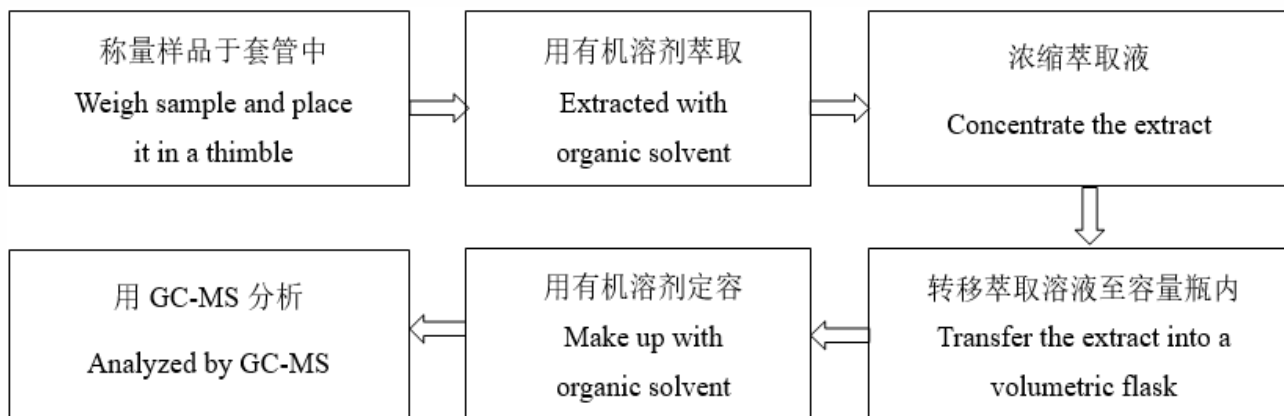 称量样品于套管中
Weigh sample and place
it in a thimble
用有机溶剂萃取
Extracted with
organic solvent
浓缩萃取液
Concentrate the extract
转移萃取溶液至容量瓶内
Transfer the extract into a
volumetric flask
用有机溶剂定容
Make up with
organic solvent
用 GC-MS 分析
Analyzed by GC-MS